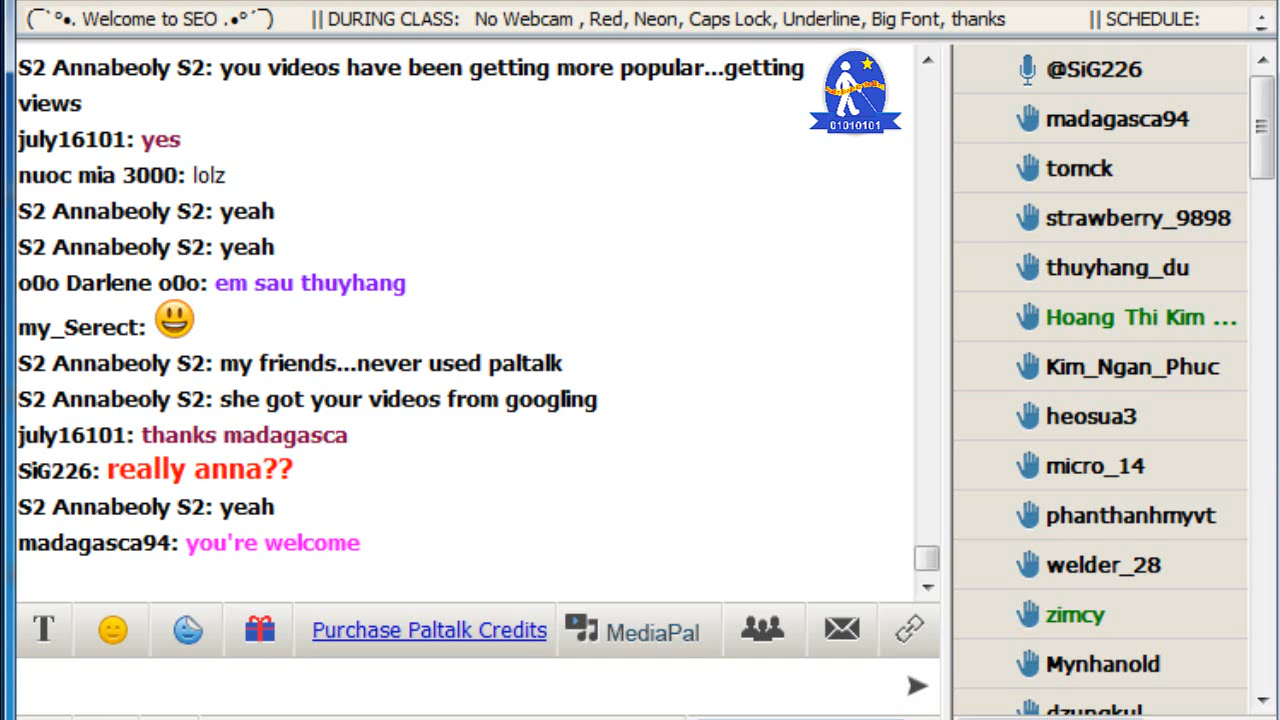 (¯`°•. Welcome to SEO .•°´¯) || DURING CLASS: No Webcam , Red, Neon, Caps Lock, Underline, Big Font, thanks || SCHEDULE:
S2 Annabeoly S2: you videos have been getting more popular...getting
views
july16101: yes
nuoc mia 3000: lolz
S2 Annabeoly S2: yeah
S2 Annabeoly S2: yeah
o0o Darlene o0o: em sau thuyhang
my_Serect:
S2 Annabeoly S2: my friends...never used paltalk
S2 Annabeoly S2: she got your videos from googling
july16101: thanks madagasca
SiG226: really anna??
S2 Annabeoly S2: yeah
madagasca94: you're welcome
01010101
T
Purchase Paltalk Credits
MediaPal
@SiG226
madagasca94
tomck
strawberry_9898
thuyhang_du
Hoang Thi Kim ...
Kim_Ngan_Phuc
heosua3
micro_14
phanthanhmyvt
welder_28
zimcy
Mynhanold
dzungkul